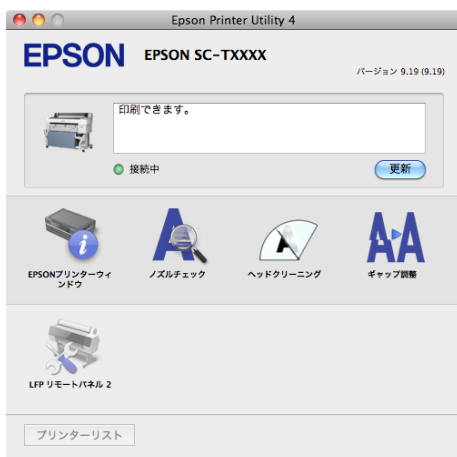 Epson Printer Utility 4
EPSON
EPSON SC-TXXXX
バージョン 9.19 (9.19)
印刷できます。
接続中
更新
EPSONプリンターウィ
ンドウ
ノズルチェック
ヘッドクリーニング
ギャップ調整
LFP リモートパネル 2
プリンターリスト